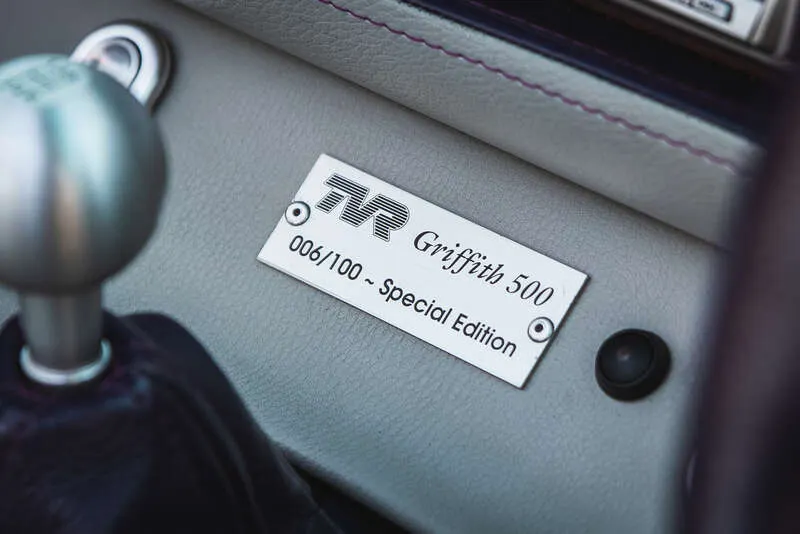 TVR Griffith 500
006/100 ~ Special Edition